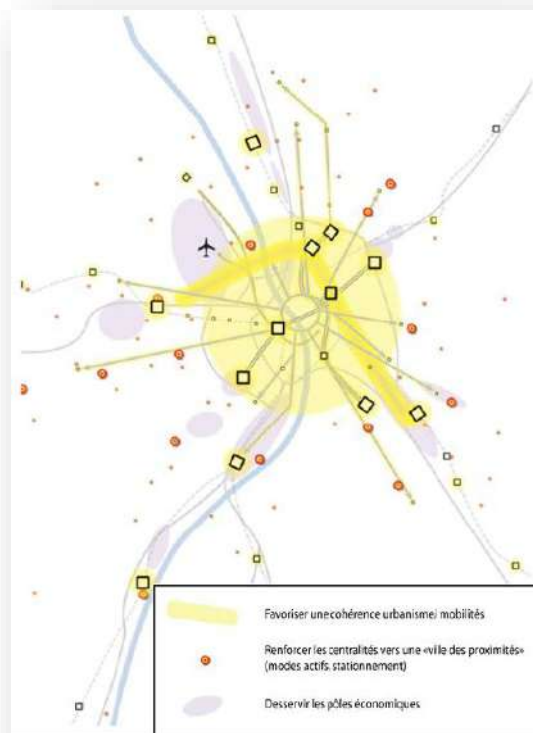 Favoriser une cohérence urbanisme/ mobilités
Renforcer les centralités vers une «ville des proximités»
(modes actifs, stationnement)
Desservir les pôles économiques